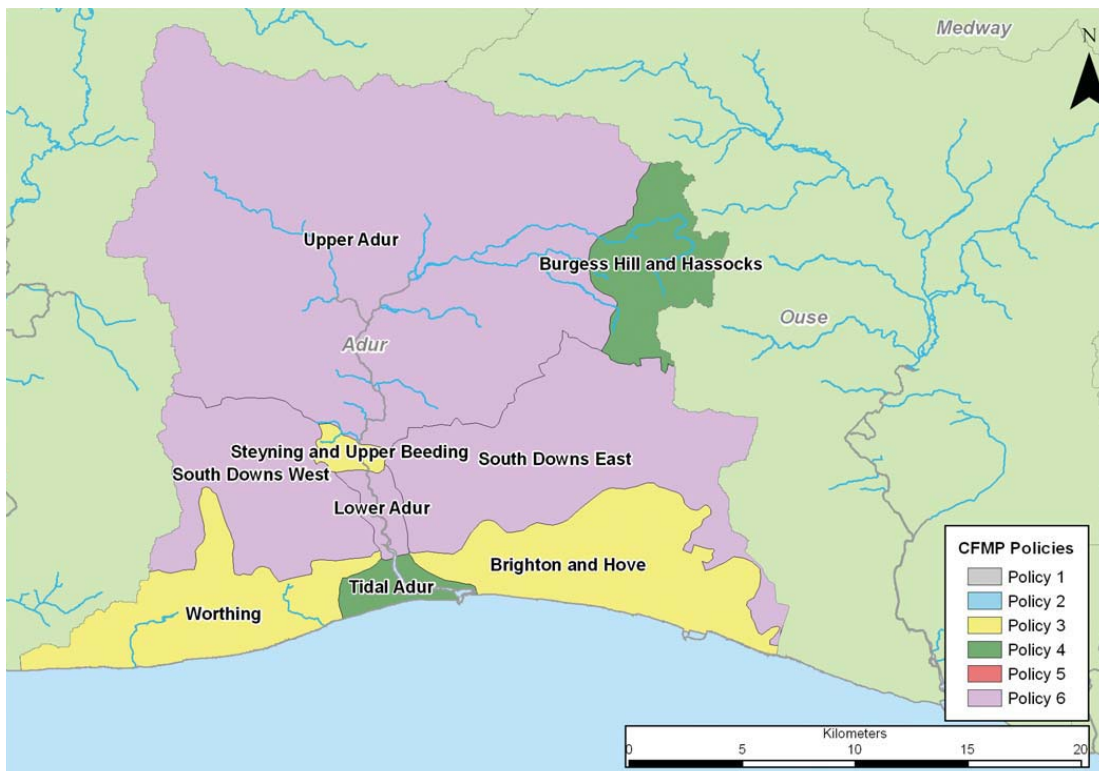 Medway
N
Upper Adur
Burgess Hill and Hassocks
Ouse
Adur
Steyning and Upper Beeding
South Downs West
South Downs East
Lower Adur
Brighton and Hove
Tidal Adur
Worthing
CFMP Policies
Policy 1
Policy 2
Policy 3
Policy 4
Policy 5
Policy 6
Kilometers
0 5 10 15 20